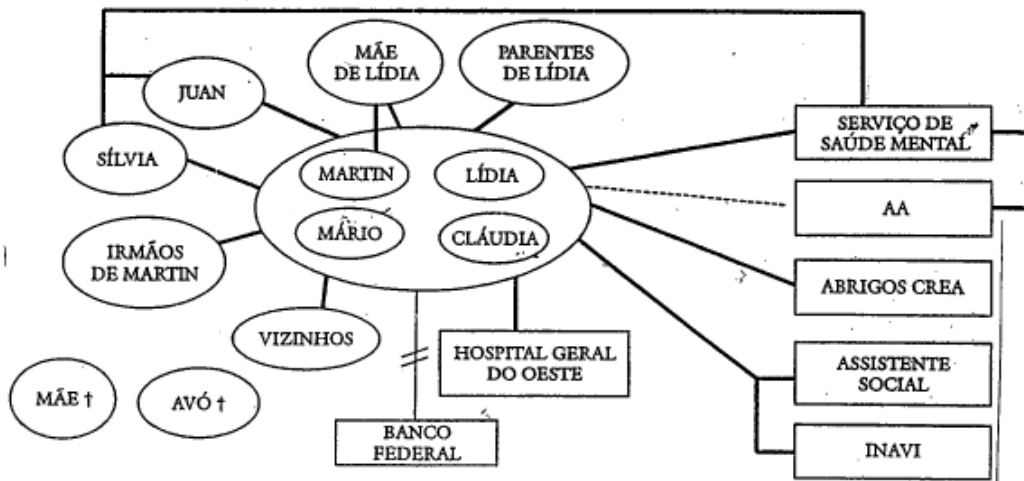 MÃE
DE LÍDIA
PARENTES
DE LÍDIA
JUAN
SERVIÇO DE
SAÚDE MENTAL
SÍLVIA
MARTIN
LÍDIA
AA
MÁRIO
CLÁUDIA
IRMÃOS
DE MARTIN
ABRIGOS CREA
VIZINHOS
HOSPITAL GERAL
DO OESTE
ASSISTENTE
SOCIAL
MÃE †
AVÓ †
BANCO
FEDERAL
INAVI